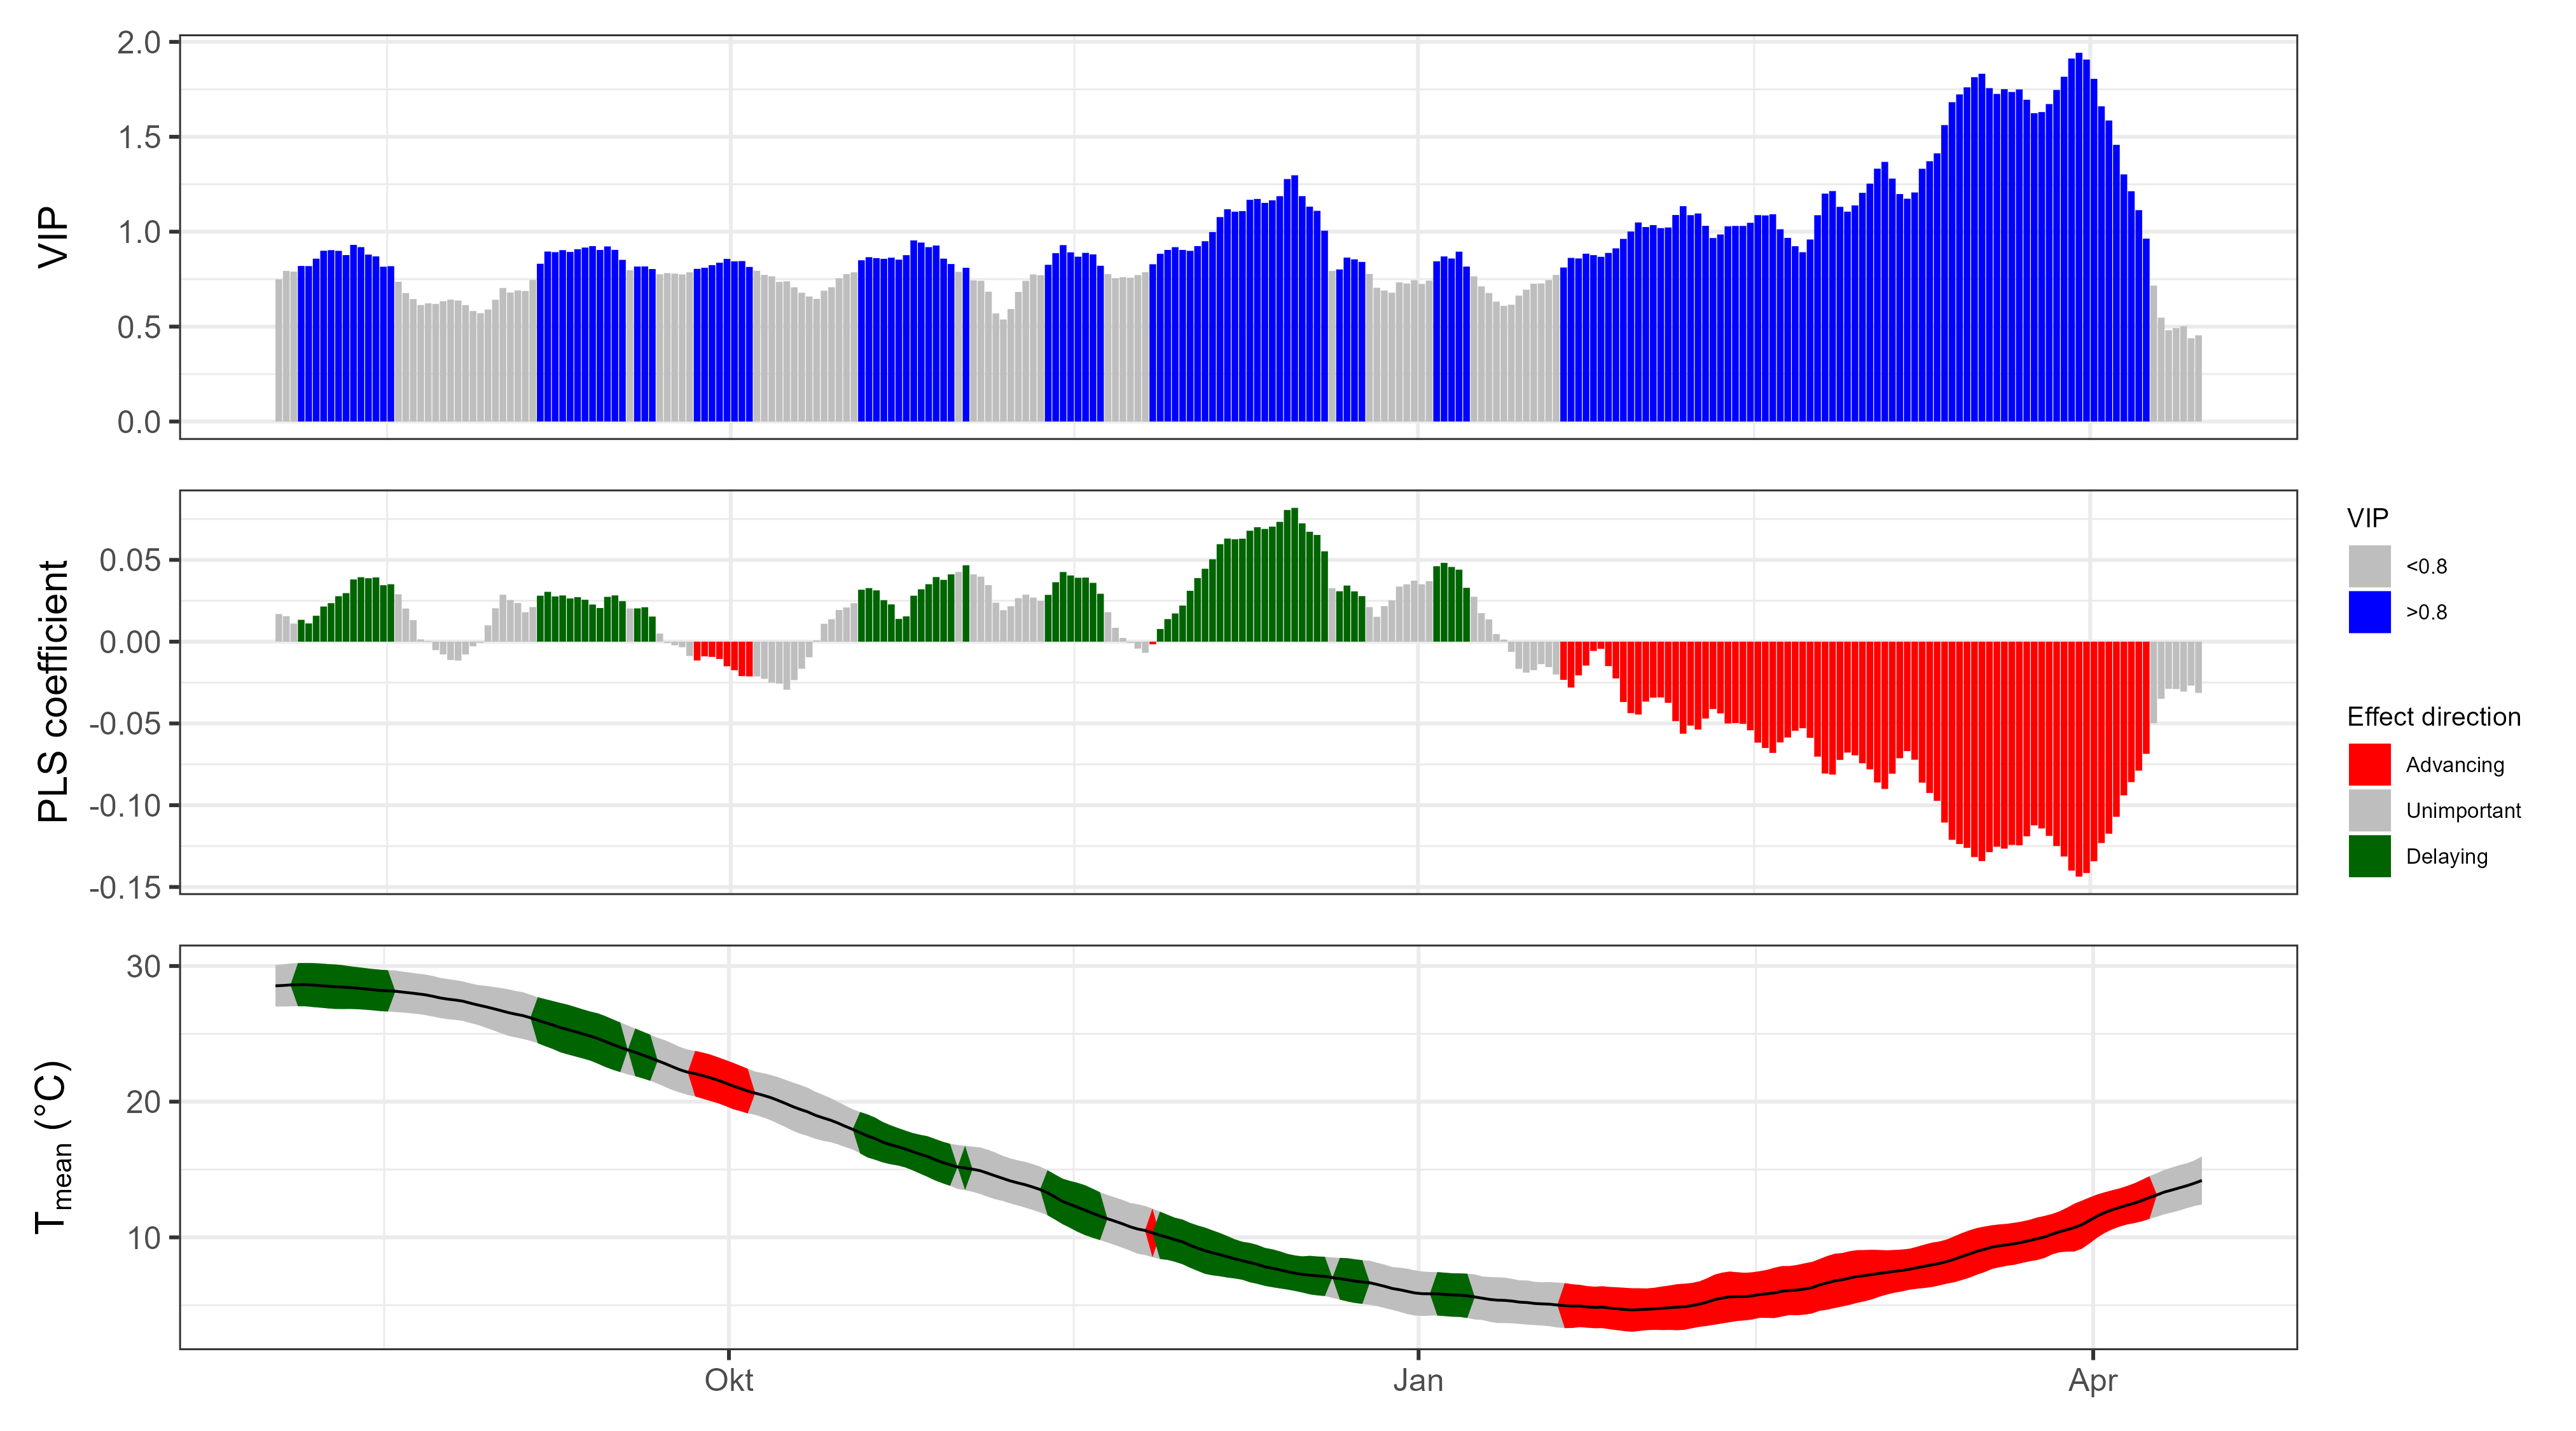 2.0
1.5
1.0
0.5
0.0
VIP
0.05
0.00
-0.05
-0.10
-0.15
PLS coefficient
30
20
10
Tmean (°C)
Okt
Jan
Apr
VIP
<0.8
>0.8
Effect direction
Advancing
Unimportant
Delaying